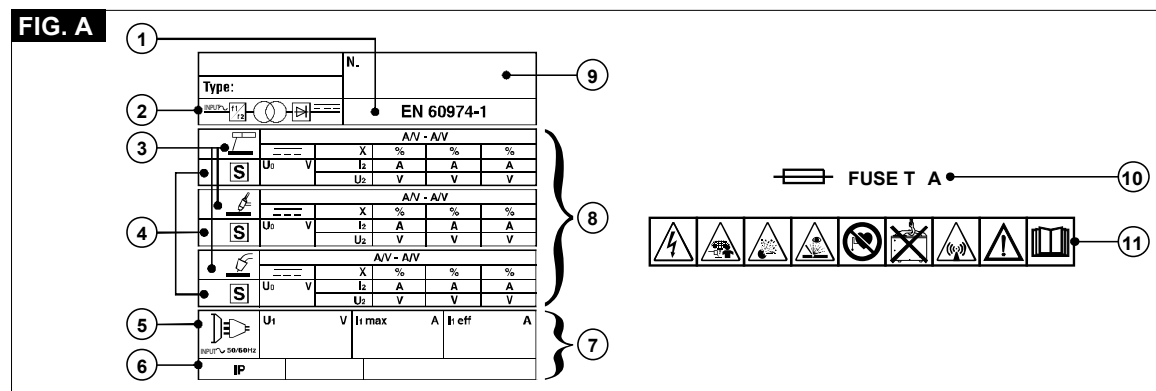 FIG. A
1
N.
9
Type:
2
INPUT
f1
f2
EN 60974-1
3
A/V - A/V
X % % %
U0 V I2 A A A
S
U2 V V V
A/V - A/V
X % % %
4
U0 V I2 A A A
S
U2 V V V
8
A/V - A/V
X % % %
U0 V I2 A A A
S
U2 V V V
5
U1 V I1 max A I1 eff A
INPUT 50/60Hz
7
6
IP
FUSE T A
10
11